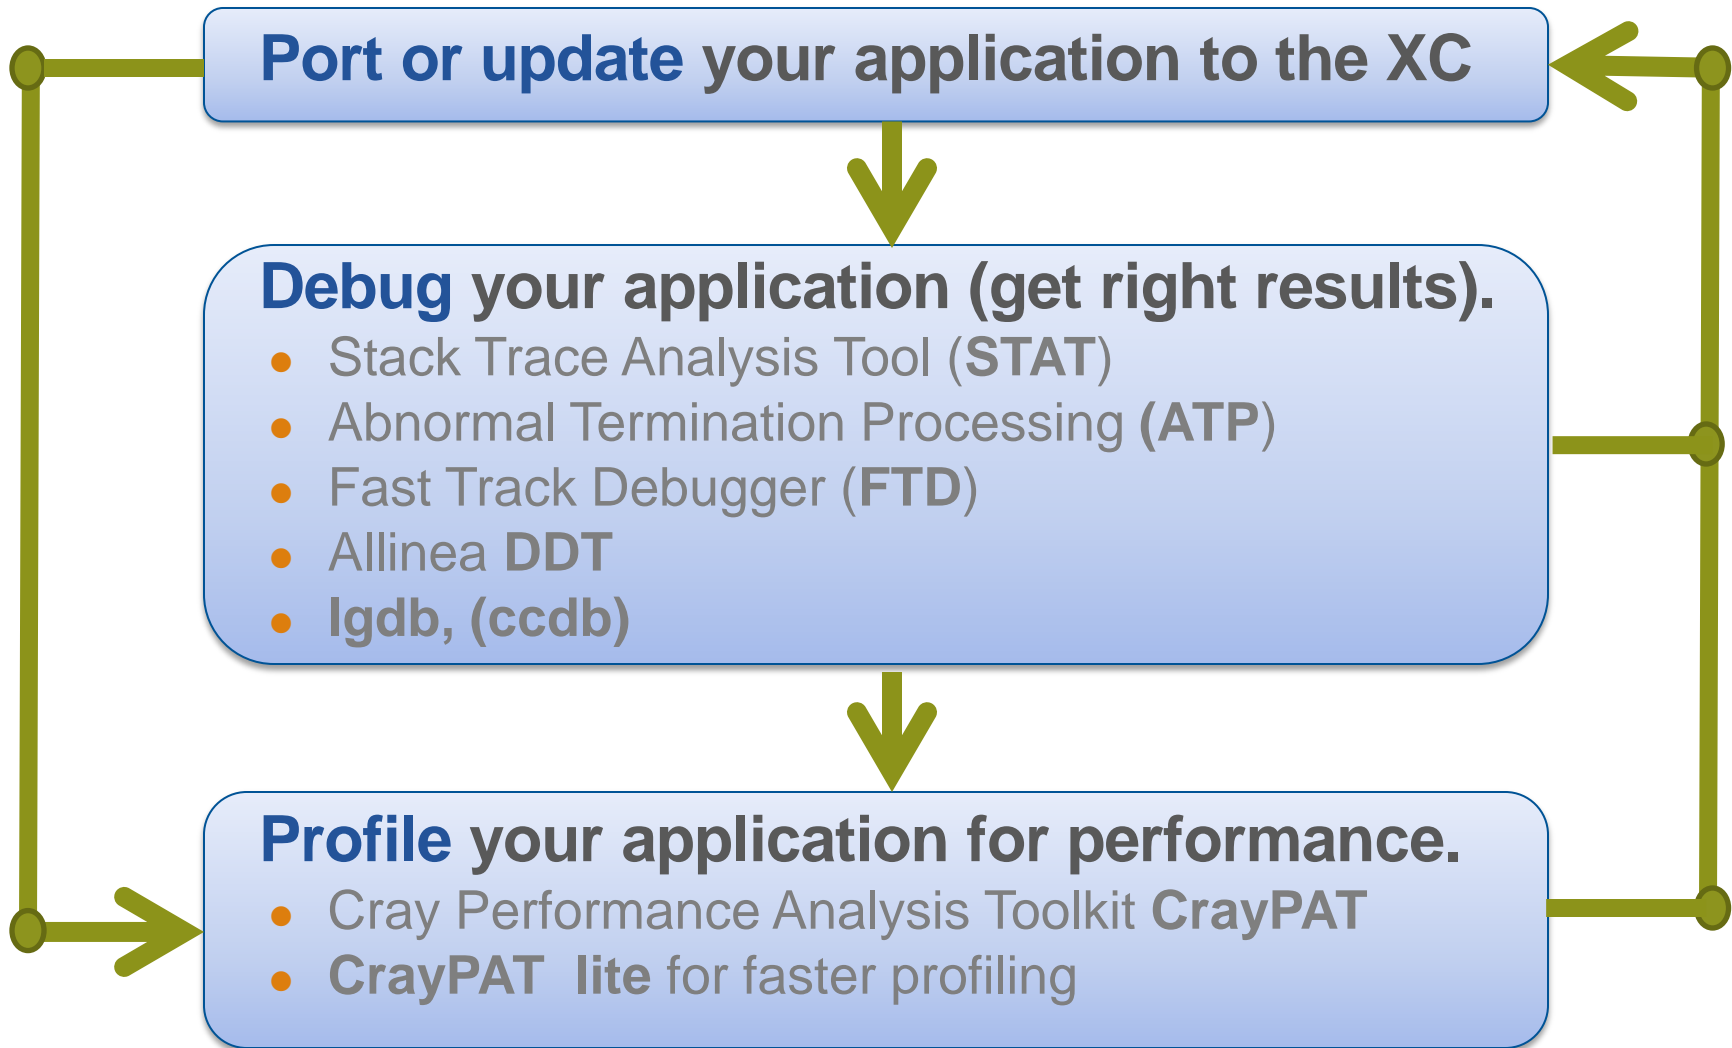 Port or update your application to the XC
Debug your application (get right results).
● Stack Trace Analysis Tool (STAT)
● Abnormal Termination Processing (ATP)
● Fast Track Debugger (FTD)
● Allinea DDT
● lgdb, (ccdb)
Profile your application for performance.
● Cray Performance Analysis Toolkit CrayPAT
● CrayPAT lite for faster profiling